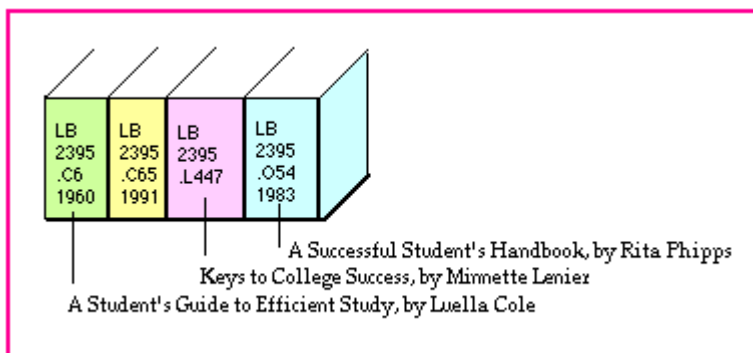 LB
2395
.C6
1960
LB
2395
.C65
1991
LB
2395
.L447
LB
2395
.O54
1983
A Successful Student's Handbook, by Rita Phipps
Keys to College Success, by Minnette Lenier
A Student's Guide to Efficient Study, by Luella Cole